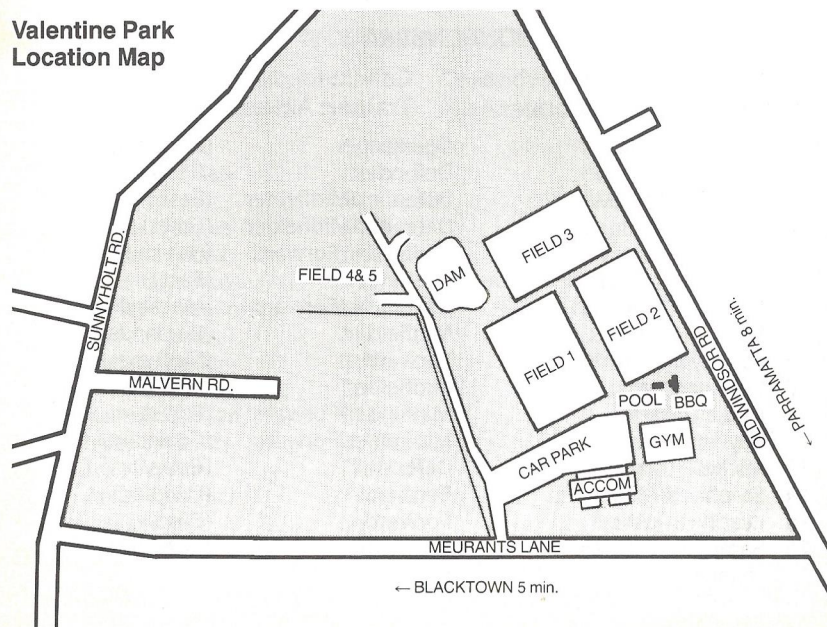 Valentine Park
Location Map
FIELD 3
DAM
FIELD 4& 5
SUNNYHOLT RD.
FIELD 2
FIELD 1
← PARRAMATTA 8 min.
OLD WINDSOR RD
MALVERN RD.
POOL
BBQ
CAR PARK
GYM
ACCOM
MEURANTS LANE
← BLACKTOWN 5 min.